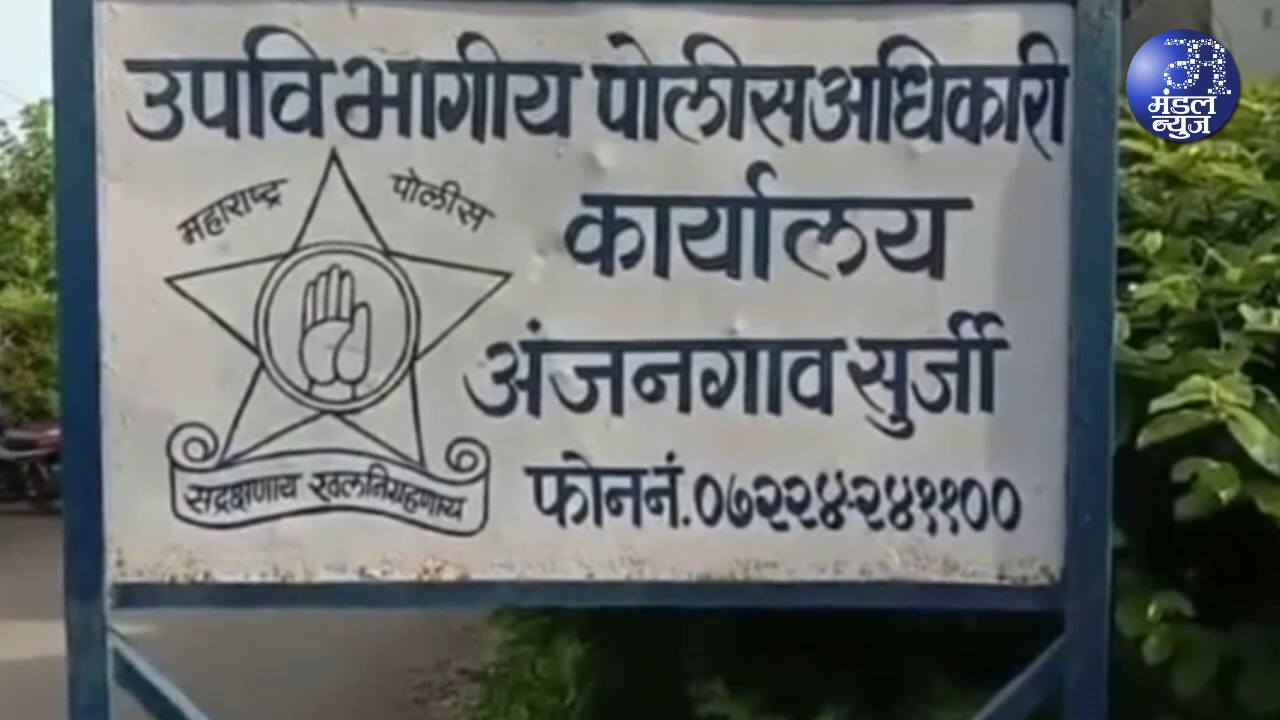 उपविभागीय पोलीस अधिकारी
महाराष्ट्र पोलीस
कार्यालय
अंजनगाव सुर्जी
सद्रक्षणाय खलनिग्रहणाय
फोन नं. ०७२२४-२४११००
मी
मंडल
न्युज